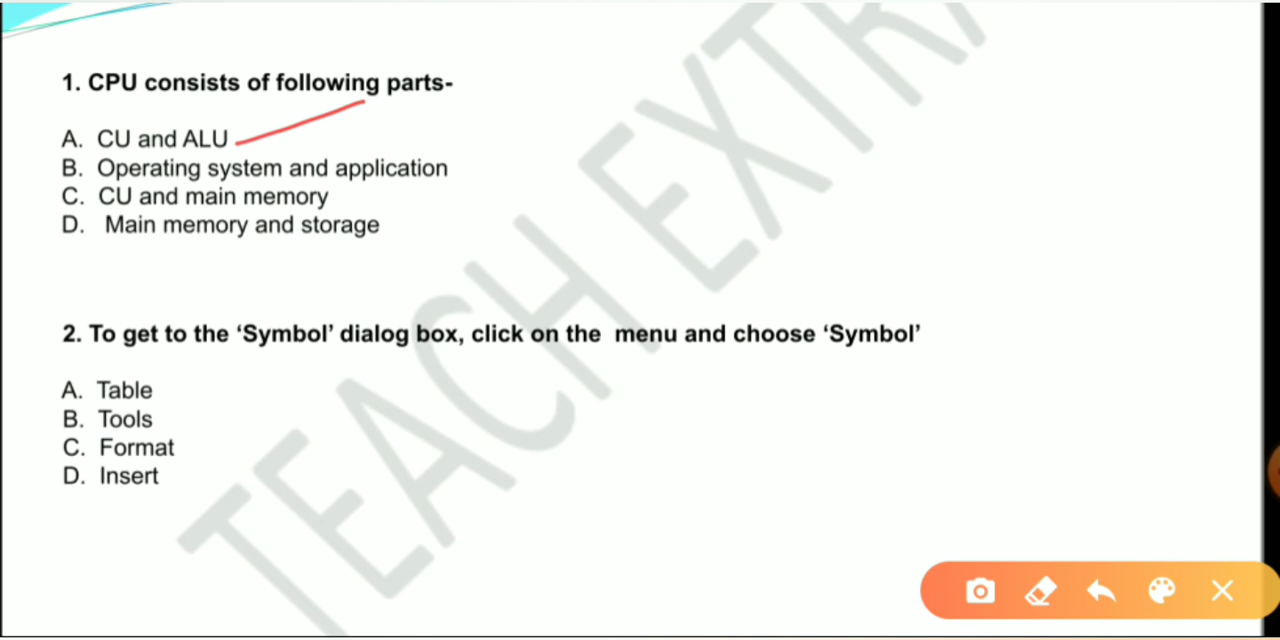 1. CPU consists of following parts-
A. CU and ALU
B. Operating system and application
C. CU and main memory
D. Main memory and storage
2. To get to the ‘Symbol’ dialog box, click on the menu and choose ‘Symbol’
A. Table
B. Tools
C. Format
D. Insert
TEACH EXTRA